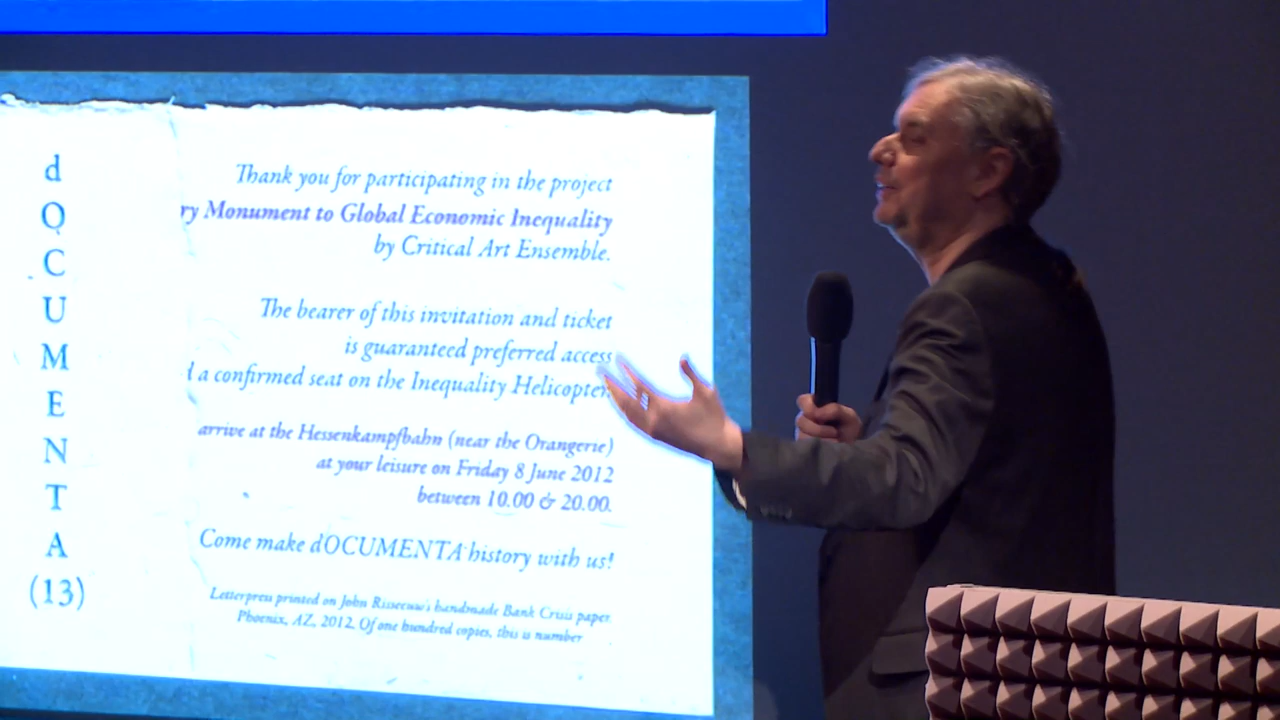 d
O
C
U
M
E
N
T
A
(13)
Thank you for participating in the project
ry Monument to Global Economic Inequality
by Critical Art Ensemble.
The bearer of this invitation and ticket
is guaranteed preferred access
d a confirmed seat on the Inequality Helicopter.
arrive at the Hessenkampfbahn (near the Orangerie)
at your leisure on Friday 8 June 2012
between 10.00 & 20.00.
Come make dOCUMENTA history with us!
Letterpress printed on John Risseeuw's handmade Bank Crisis paper
Phoenix, AZ, 2012. Of one hundred copies, this is number